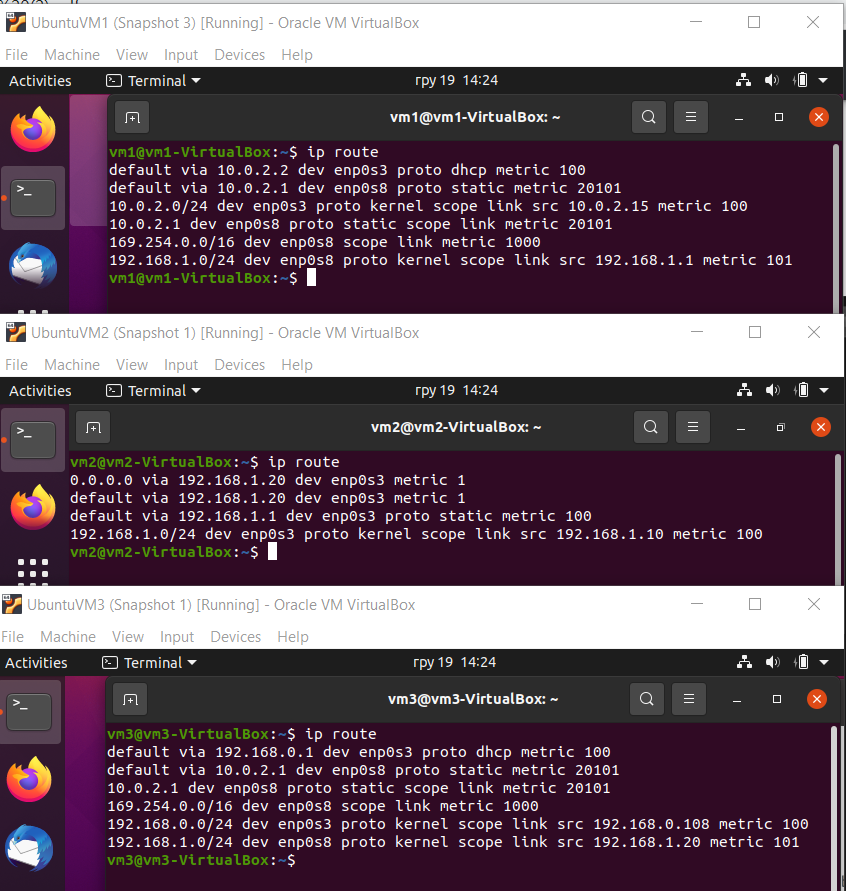 UbuntuVM1 (Snapshot 3) [Running] - Oracle VM VirtualBox
File Machine View Input Devices Help
Activities Terminal гру 19 14:24
vm1@vm1-VirtualBox: ~
vm1@vm1-VirtualBox:~$ ip route
default via 10.0.2.2 dev enp0s3 proto dhcp metric 100
default via 10.0.2.1 dev enp0s8 proto static metric 20101
10.0.2.0/24 dev enp0s3 proto kernel scope link src 10.0.2.15 metric 100
10.0.2.1 dev enp0s8 proto static scope link metric 20101
169.254.0.0/16 dev enp0s8 scope link metric 1000
192.168.1.0/24 dev enp0s8 proto kernel scope link src 192.168.1.1 metric 101
vm1@vm1-VirtualBox:~$
UbuntuVM2 (Snapshot 1) [Running] - Oracle VM VirtualBox
File Machine View Input Devices Help
Activities Terminal гру 19 14:24
vm2@vm2-VirtualBox: ~
vm2@vm2-VirtualBox:~$ ip route
0.0.0.0 via 192.168.1.20 dev enp0s3 metric 1
default via 192.168.1.20 dev enp0s3 metric 1
default via 192.168.1.1 dev enp0s3 proto static metric 100
192.168.1.0/24 dev enp0s3 proto kernel scope link src 192.168.1.10 metric 100
vm2@vm2-VirtualBox:~$
UbuntuVM3 (Snapshot 1) [Running] - Oracle VM VirtualBox
File Machine View Input Devices Help
Activities Terminal гру 19 14:24
vm3@vm3-VirtualBox: ~
vm3@vm3-VirtualBox:~$ ip route
default via 192.168.0.1 dev enp0s3 proto dhcp metric 100
default via 10.0.2.1 dev enp0s8 proto static metric 20101
10.0.2.1 dev enp0s8 proto static scope link metric 20101
169.254.0.0/16 dev enp0s8 scope link metric 1000
192.168.0.0/24 dev enp0s3 proto kernel scope link src 192.168.0.108 metric 100
192.168.1.0/24 dev enp0s8 proto kernel scope link src 192.168.1.20 metric 101
vm3@vm3-VirtualBox:~$